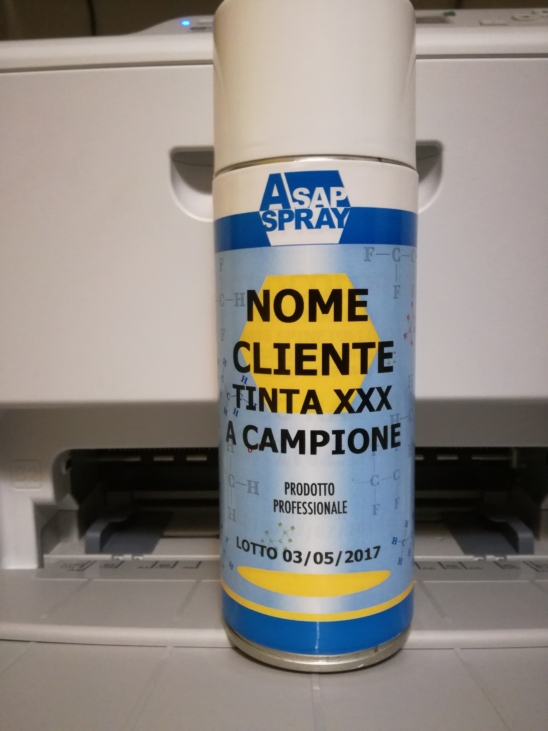 ASAP
SPRAY
F—C—C
F
F
C—H
NOME
CLIENTE
TINTA XXX
A CAMPIONE
C—H
H
C—C
F
PRODOTTO
PROFESSIONALE
LOTTO 03/05/2017